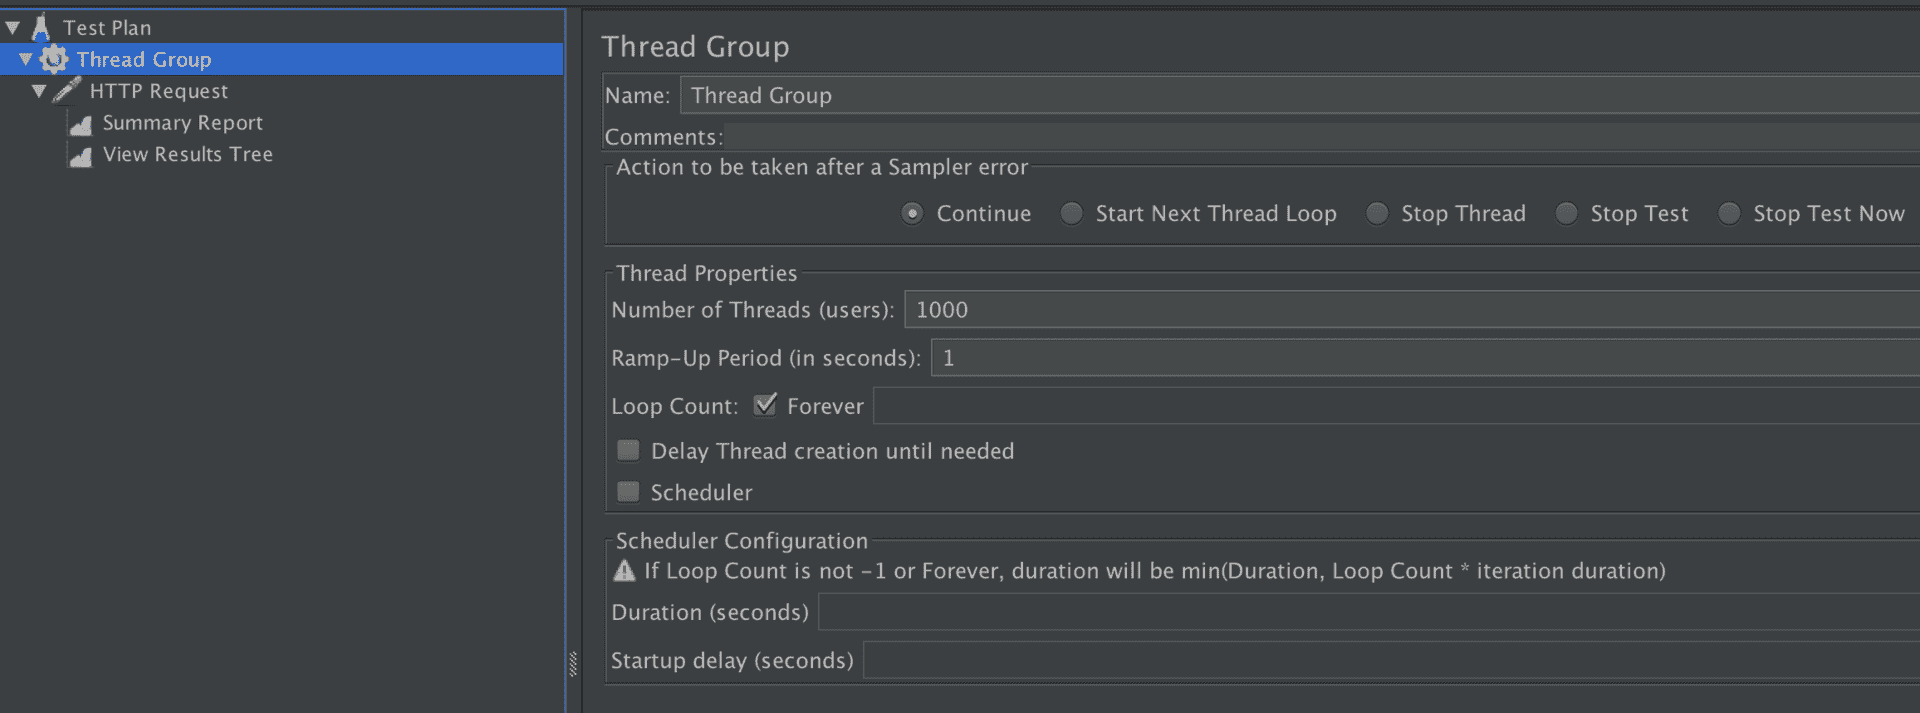 Test Plan
Thread Group
HTTP Request
Summary Report
View Results Tree
Thread Group
Name: Thread Group
Comments:
Action to be taken after a Sampler error
Continue Start Next Thread Loop Stop Thread Stop Test Stop Test Now
Thread Properties
Number of Threads (users): 1000
Ramp-Up Period (in seconds): 1
Loop Count: Forever
Delay Thread creation until needed
Scheduler
Scheduler Configuration
If Loop Count is not -1 or Forever, duration will be min(Duration, Loop Count * iteration duration)
Duration (seconds)
Startup delay (seconds)